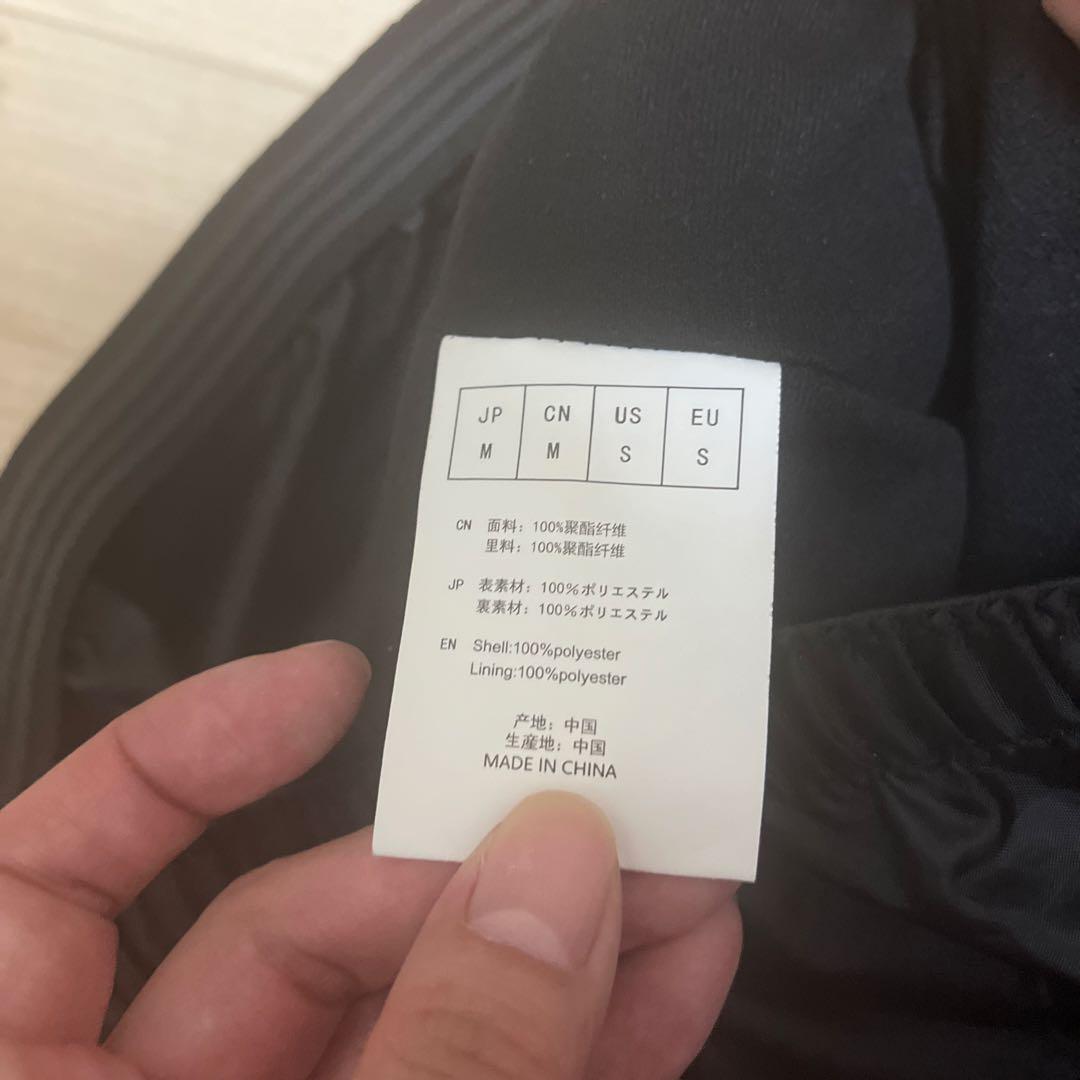 JP CN US EU
M M S S
CN 面料: 100%聚酯纤维
里料: 100%聚酯纤维
JP 表素材: 100%ポリエステル
裏素材: 100%ポリエステル
EN Shell:100%polyester
Lining:100%polyester
产地: 中国
生産地: 中国
MADE IN CHINA